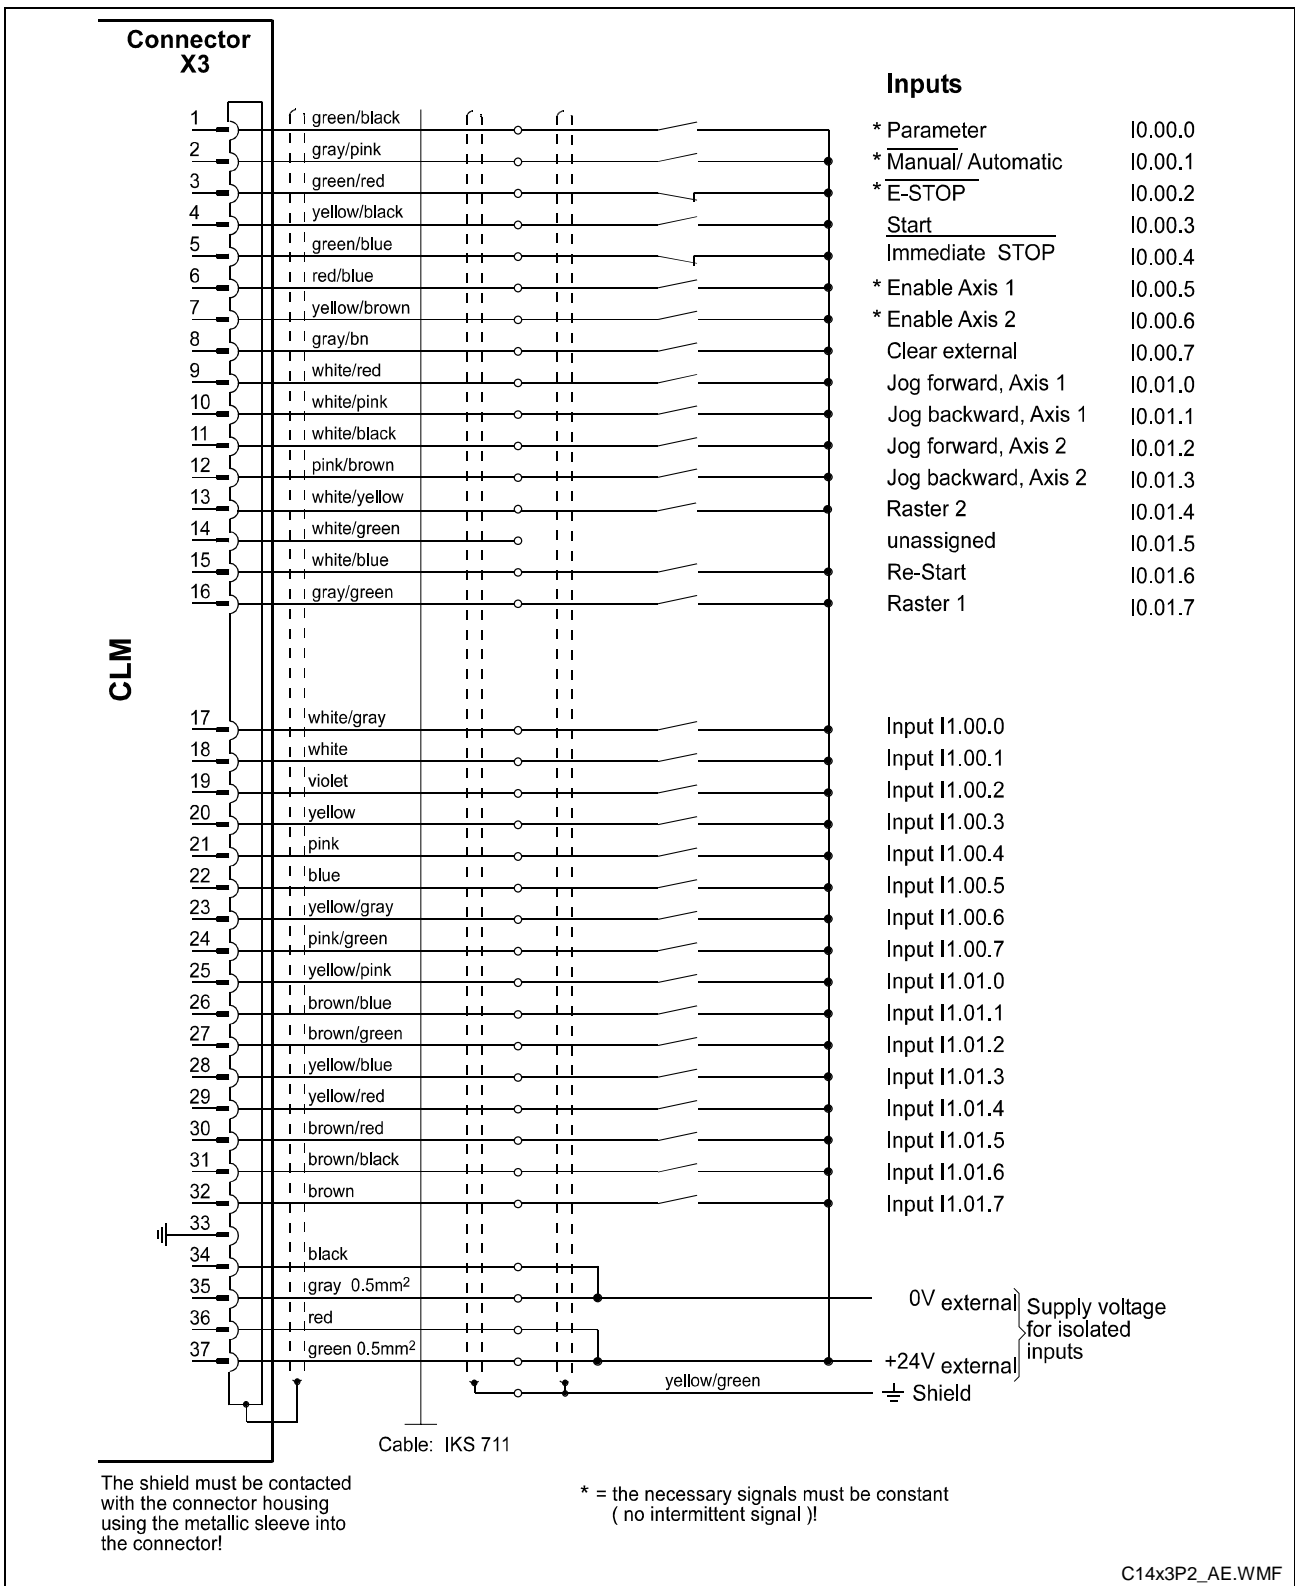 Connector
X3
Inputs
1 green/black * Parameter I0.00.0
2 gray/pink * Manual/ Automatic I0.00.1
3 green/red * E-STOP I0.00.2
4 yellow/black Start I0.00.3
5 green/blue Immediate STOP I0.00.4
6 red/blue * Enable Axis 1 I0.00.5
7 yellow/brown * Enable Axis 2 I0.00.6
8 gray/bn Clear external I0.00.7
9 white/red Jog forward, Axis 1 I0.01.0
10 white/pink Jog backward, Axis 1 I0.01.1
11 white/black Jog forward, Axis 2 I0.01.2
12 pink/brown Jog backward, Axis 2 I0.01.3
13 white/yellow Raster 2 I0.01.4
14 white/green unassigned I0.01.5
15 white/blue Re-Start I0.01.6
16 gray/green Raster 1 I0.01.7
CLM
17 white/gray Input I1.00.0
18 white Input I1.00.1
19 violet Input I1.00.2
20 yellow Input I1.00.3
21 pink Input I1.00.4
22 blue Input I1.00.5
23 yellow/gray Input I1.00.6
24 pink/green Input I1.00.7
25 yellow/pink Input I1.01.0
26 brown/blue Input I1.01.1
27 brown/green Input I1.01.2
28 yellow/blue Input I1.01.3
29 yellow/red Input I1.01.4
30 brown/red Input I1.01.5
31 brown/black Input I1.01.6
32 brown Input I1.01.7
33
34 black
35 gray 0.5mm² 0V external
36 red
37 green 0.5mm² +24V external
Supply voltage
for isolated
inputs
yellow/green Shield
Cable: IKS 711
The shield must be contacted
with the connector housing
using the metallic sleeve into
the connector!
* = the necessary signals must be constant
( no intermittent signal )!
C14x3P2_AE.WMF